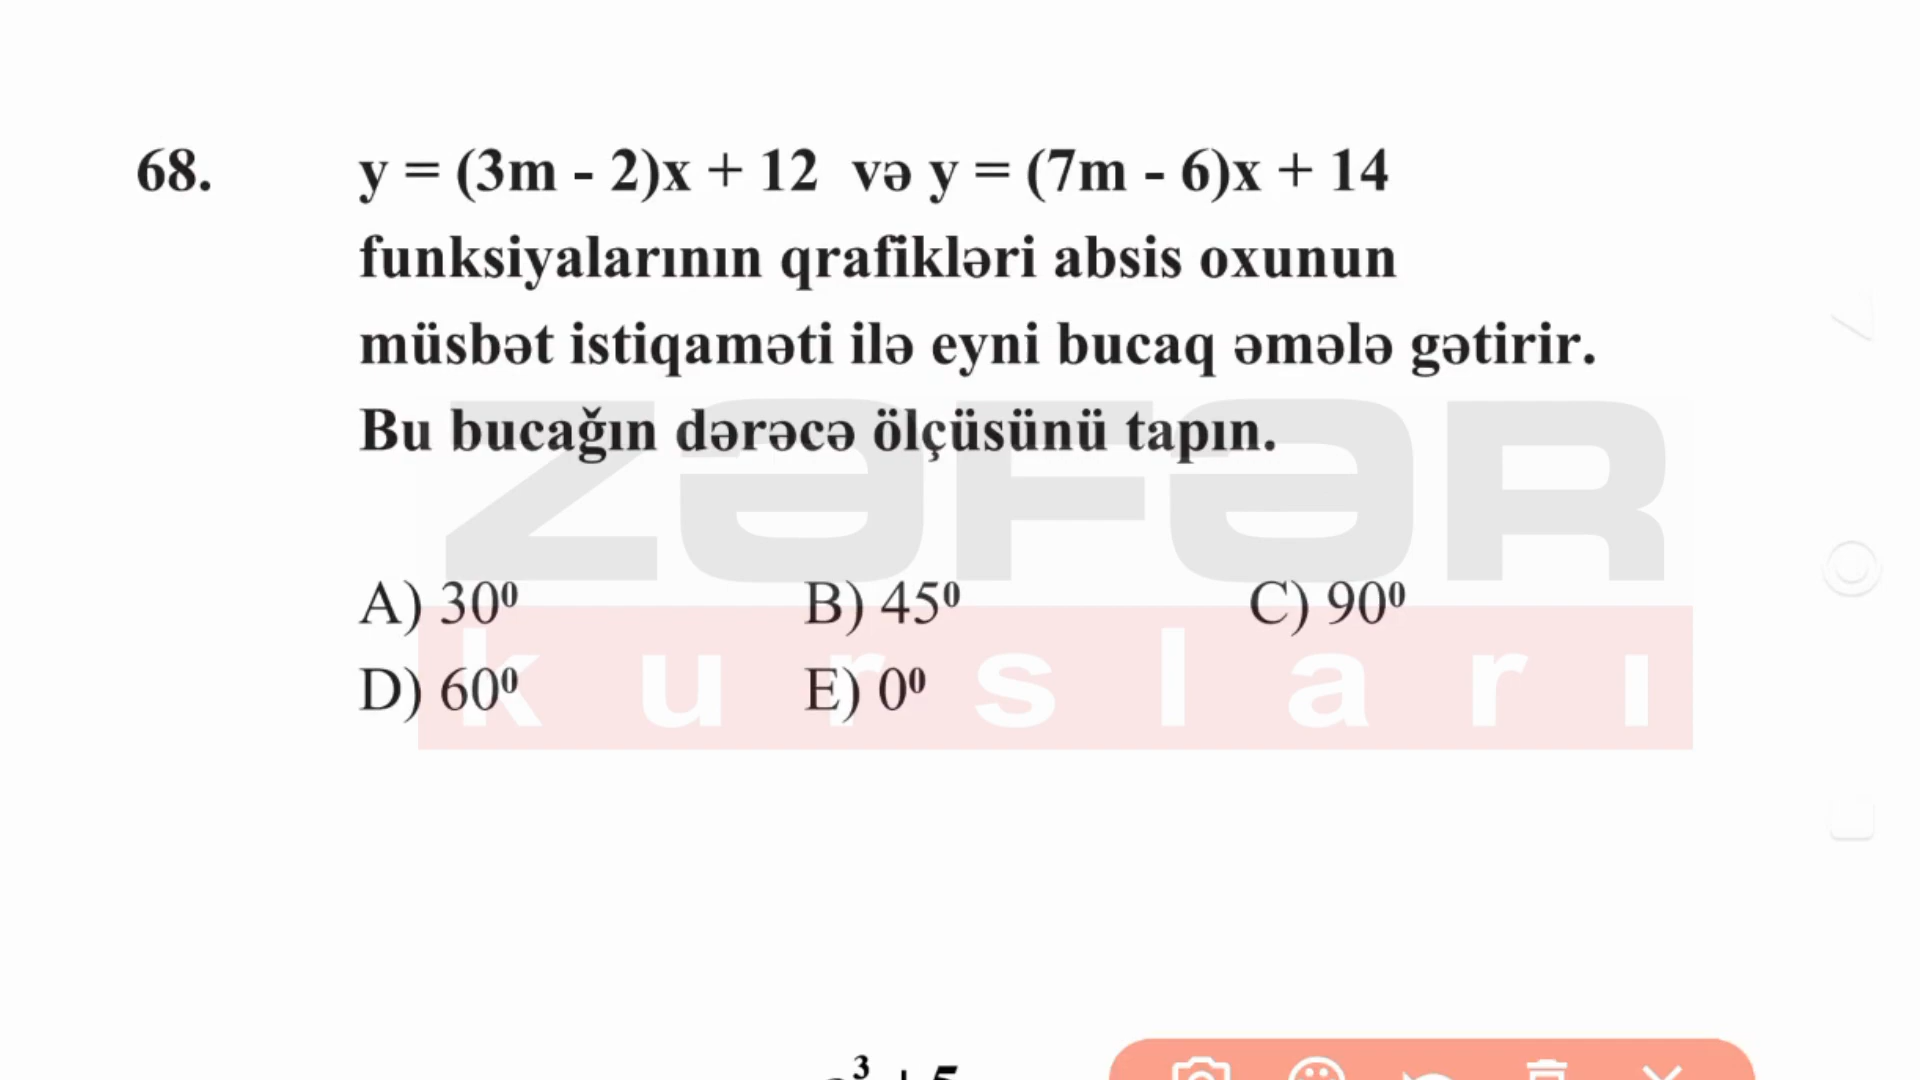 68. y = (3m - 2)x + 12 və y = (7m - 6)x + 14
funksiyalarının qrafikləri absis oxunun
müsbət istiqaməti ilə eyni bucaq əmələ gətirir.
Bu bucağın dərəcə ölçüsünü tapın.
ZƏFƏR
A) 30⁰ B) 45⁰ C) 90⁰
kursları
D) 60⁰ E) 0⁰